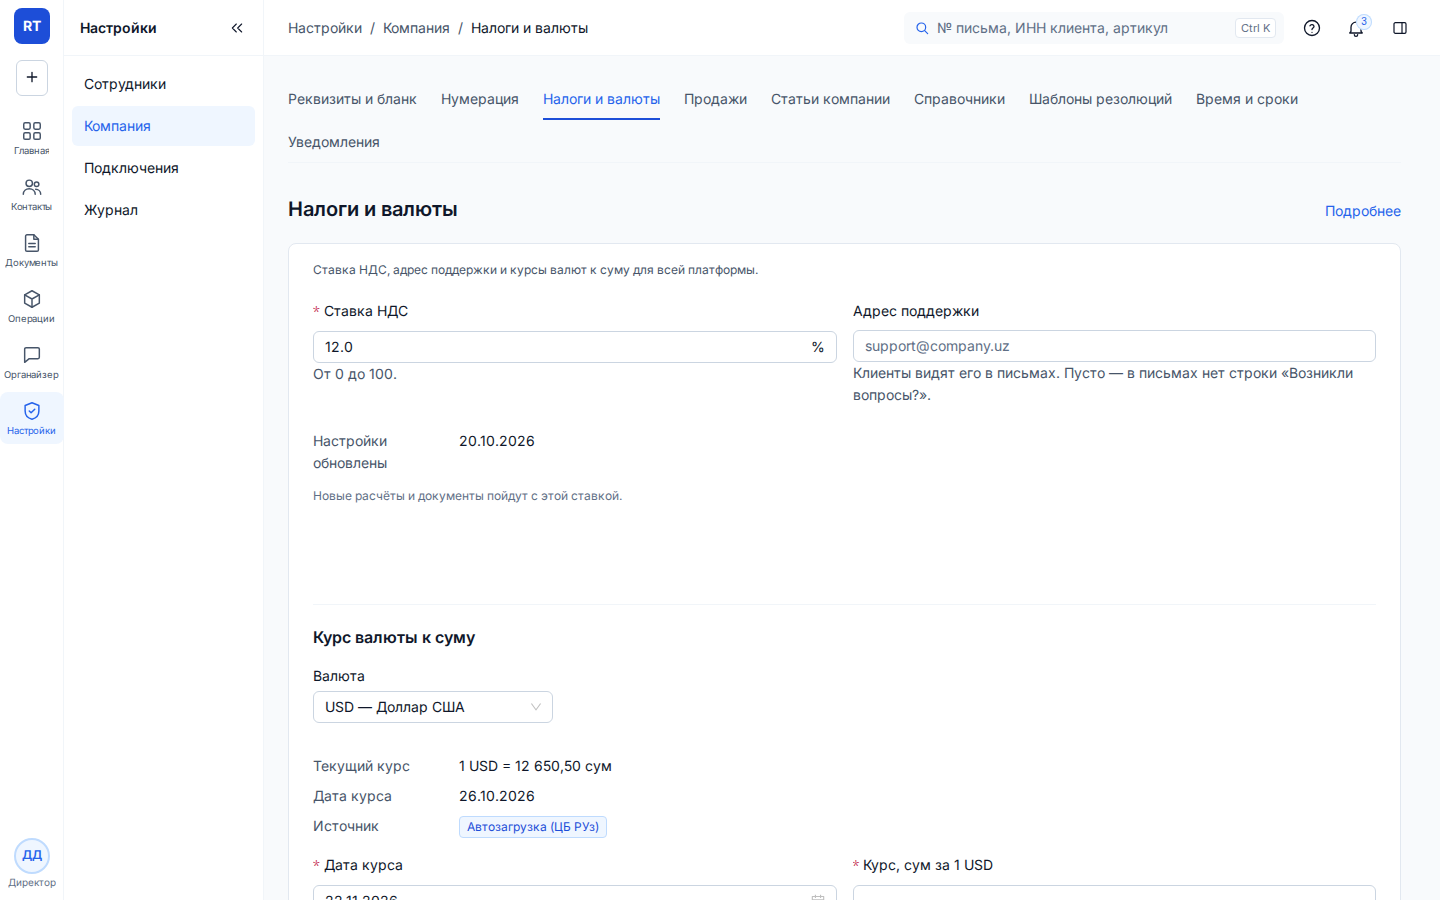 RT
Настройки
Настройки / Компания / Налоги и валюты
№ письма, ИНН клиента, артикул
Ctrl K
3
Главная
Контакты
Документы
Операции
Органайзер
Настройки
ДД
Директор
Сотрудники
Компания
Подключения
Журнал
Реквизиты и бланк
Нумерация
Налоги и валюты
Продажи
Статьи компании
Справочники
Шаблоны резолюций
Время и сроки
Уведомления
Налоги и валюты
Подробнее
Ставка НДС, адрес поддержки и курсы валют к суму для всей платформы.
* Ставка НДС
12.0 %
От 0 до 100.
Адрес поддержки
support@company.uz
Клиенты видят его в письмах. Пусто — в письмах нет строки «Возникли
вопросы?».
Настройки
обновлены
20.10.2026
Новые расчёты и документы пойдут с этой ставкой.
Курс валюты к суму
Валюта
USD — Доллар США
Текущий курс
1 USD = 12 650,50 сум
Дата курса
26.10.2026
Источник
Автозагрузка (ЦБ РУз)
* Дата курса
* Курс, сум за 1 USD